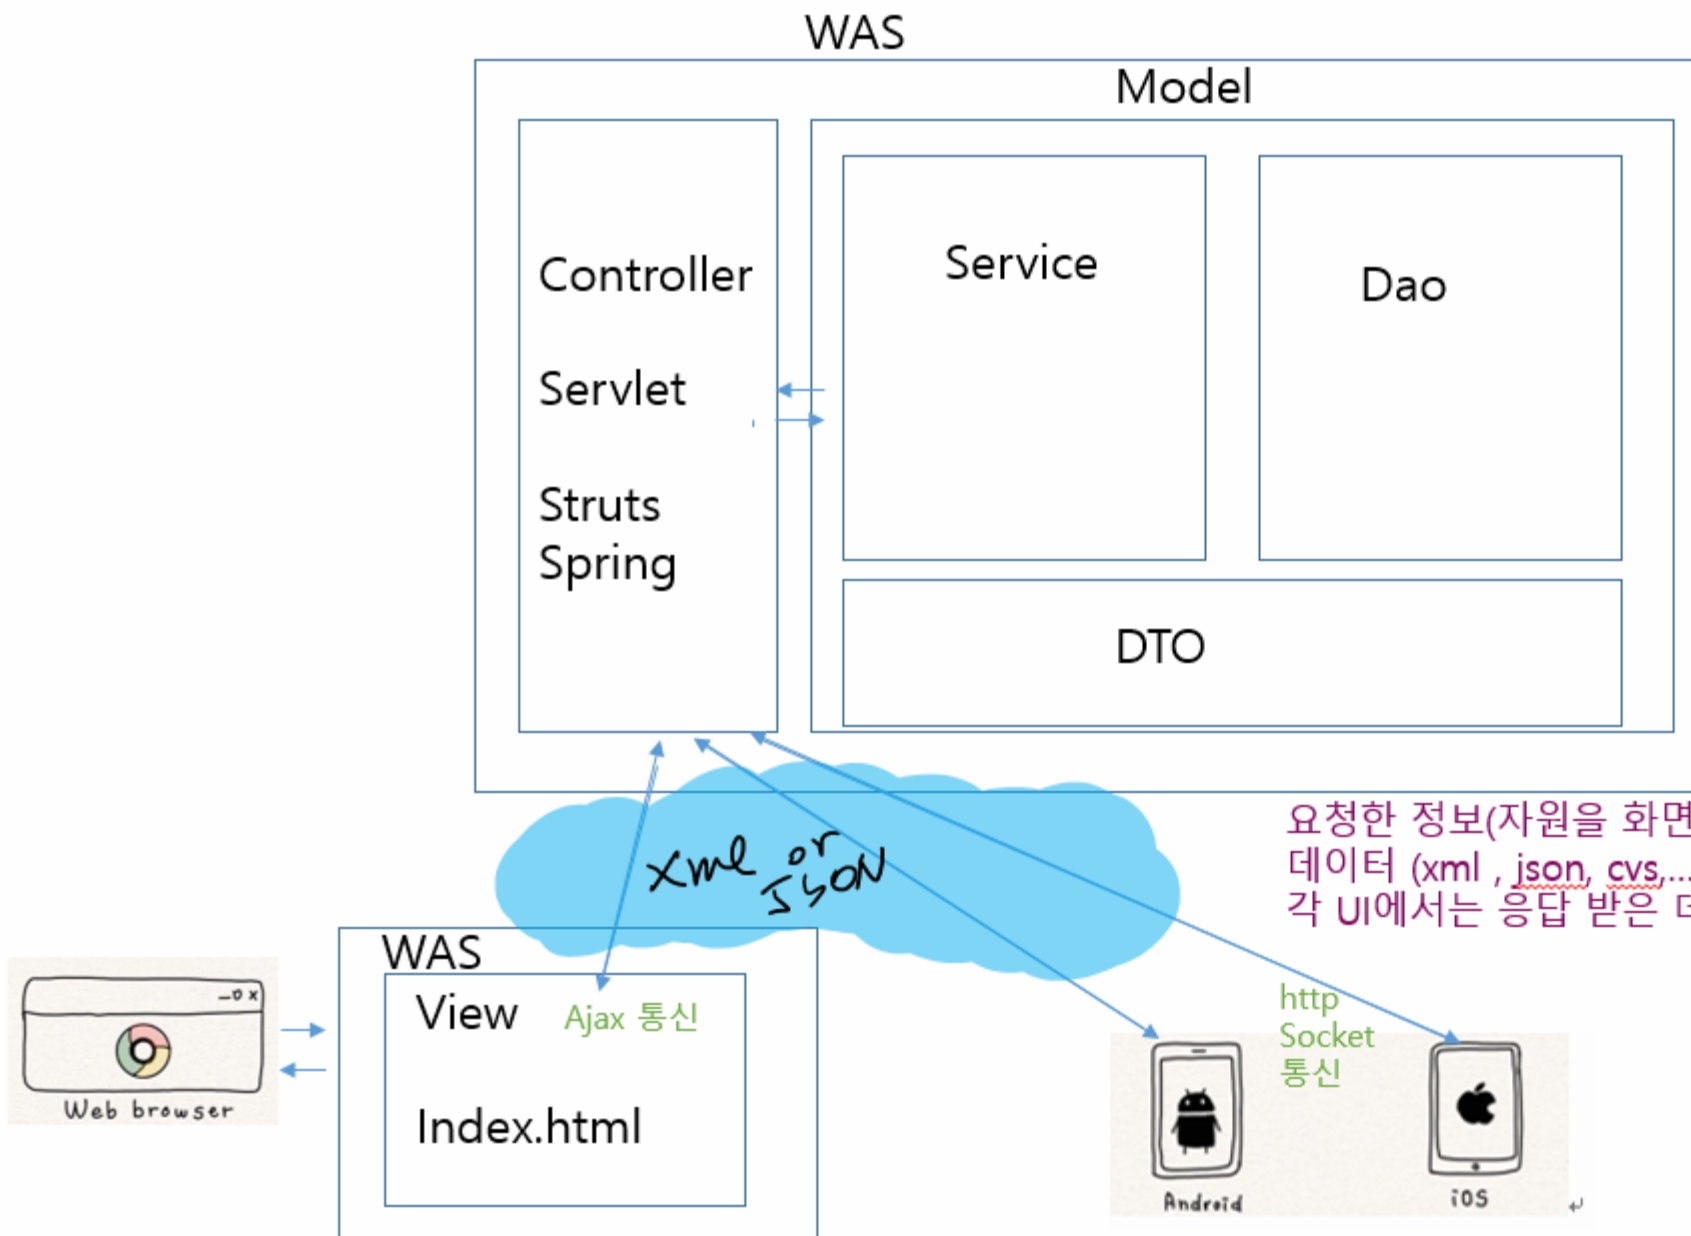 WAS
Model
Controller
Servlet
Struts
Spring
Service
Dao
DTO
xml or
JSON
요청한 정보(자원을 화면
데이터 (xml , json, cvs,...
각 UI에서는 응답 받은
WAS
View
Ajax 통신
Index.html
Web browser
http
Socket
통신
Android
iOS